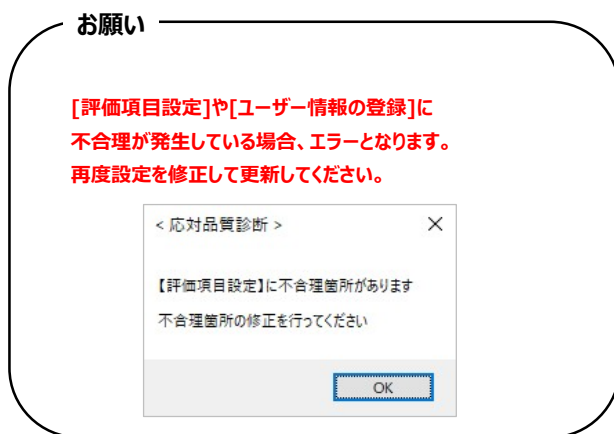 お願い
[評価項目設定]や[ユーザー情報の登録]に
不合理が発生している場合、エラーとなります。
再度設定を修正して更新してください。
< 応対品質診断 >
【評価項目設定】に不合理箇所があります
不合理箇所の修正を行ってください
OK